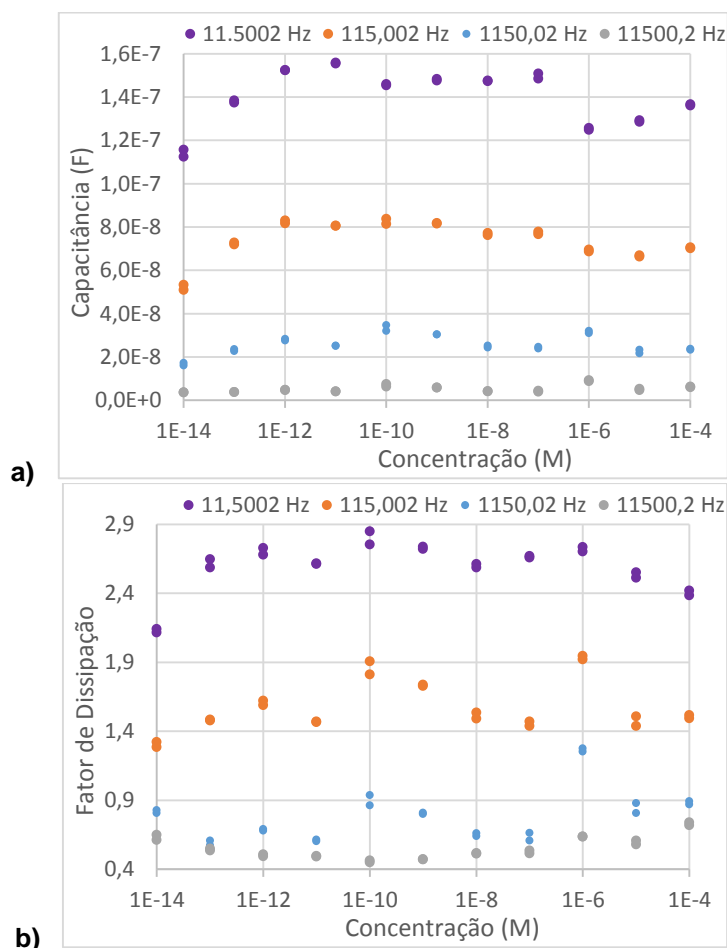 11.5002 Hz 115,002 Hz 1150,02 Hz 11500,2 Hz
1,6E-7
1,4E-7
1,2E-7
1,0E-7
8,0E-8
6,0E-8
4,0E-8
2,0E-8
0,0E+0
Capacitância (F)
1E-14 1E-12 1E-10 1E-8 1E-6 1E-4
Concentração (M)
a)
11,5002 Hz 115,002 Hz 1150,02 Hz 11500,2 Hz
2,9
2,4
1,9
1,4
0,9
0,4
Fator de Dissipação
1E-14 1E-12 1E-10 1E-8 1E-6 1E-4
Concentração (M)
b)